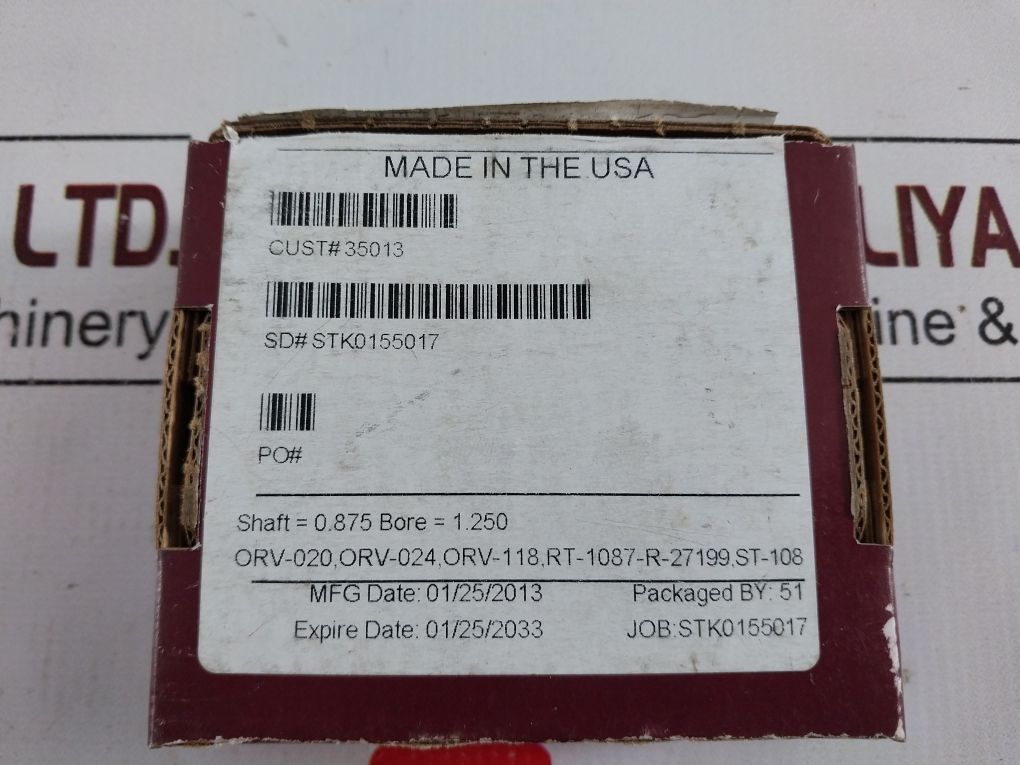 MADE IN THE USA
CUST# 35013
SD# STK0155017
PO#
Shaft = 0.875 Bore = 1.250
ORV-020,ORV-024,ORV-118,RT-1087-R-27199,ST-108
MFG Date: 01/25/2013 Packaged BY: 51
Expire Date: 01/25/2033 JOB:STK0155017
LTD.
LIYA
hinery
ine &